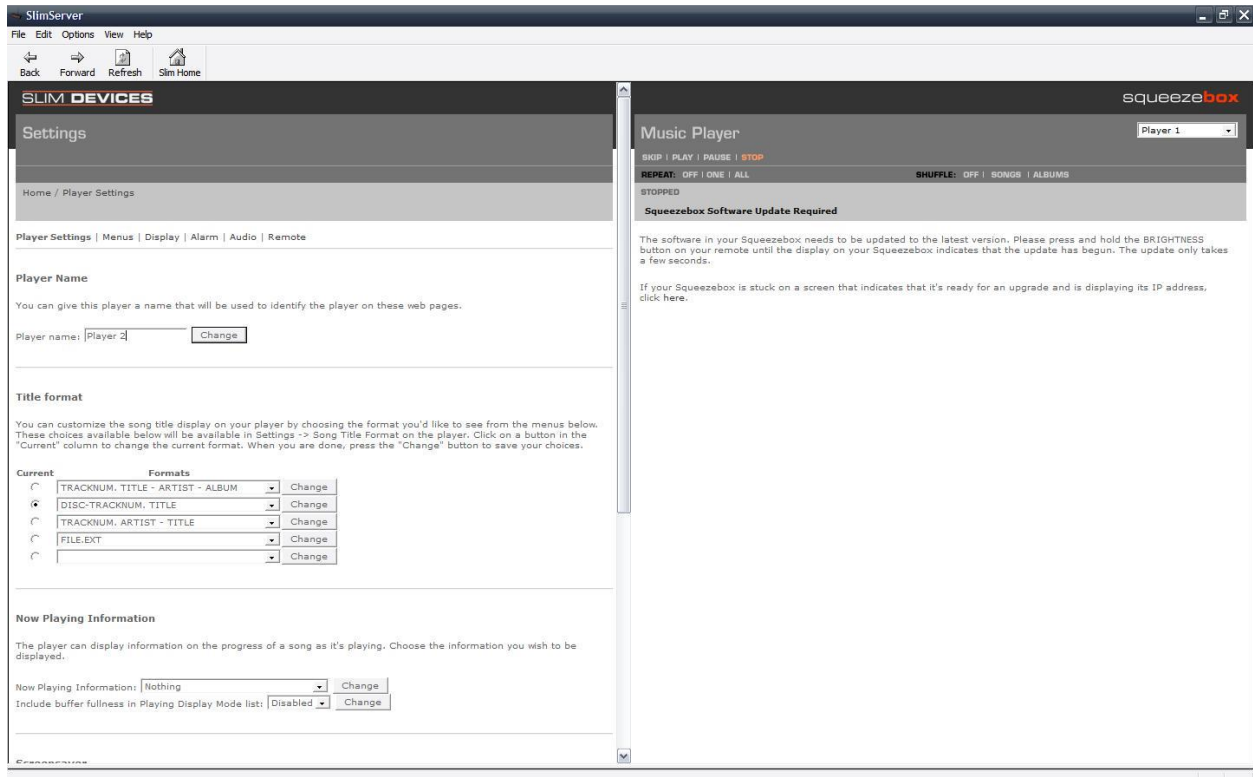 SlimServer
File Edit Options View Help
Back Forward Refresh Slim Home
SLIM DEVICES
Settings
Home / Player Settings
Player Settings | Menus | Display | Alarm | Audio | Remote
Player Name
You can give this player a name that will be used to identify the player on these web pages.
Player name: Player 2 Change
Title format
You can customize the song title display on your player by choosing the format you'd like to see from the menus below.
These choices available below will be available in Settings -> Song Title Format on the player. Click on a button in the
"Current" column to change the current format. When you are done, press the "Change" button to save your choices.
Current Formats
TRACKNUM. TITLE - ARTIST - ALBUM Change
DISC-TRACKNUM. TITLE Change
TRACKNUM. ARTIST - TITLE Change
FILE.EXT Change
Change
Now Playing Information
The player can display information on the progress of a song as it's playing. Choose the information you wish to be
displayed.
Now Playing Information: Nothing Change
Include buffer fullness in Playing Display Mode list: Disabled Change
squeezebox
Music Player Player 1
SKIP | PLAY | PAUSE | STOP
REPEAT: OFF | ONE | ALL SHUFFLE: OFF | SONGS | ALBUMS
STOPPED
Squeezebox Software Update Required
The software in your Squeezebox needs to be updated to the latest version. Please press and hold the BRIGHTNESS
button on your remote until the display on your Squeezebox indicates that the update has begun. The update only takes
a few seconds.
If your Squeezebox is stuck on a screen that indicates that it's ready for an upgrade and is displaying its IP address,
click here.